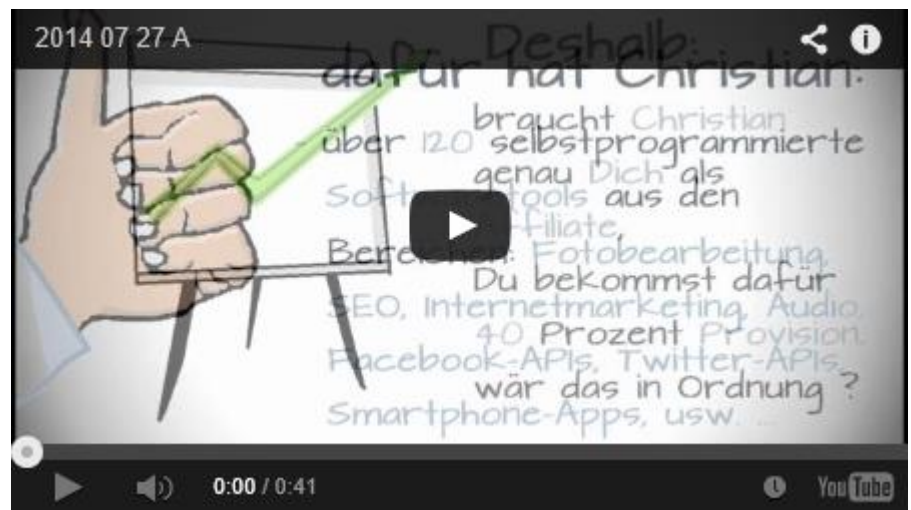 2014 07 27 A
Deshalb:
dafür hat Christian:
braucht Christian
über 120 selbstprogrammierte
genau Dich als
aus den
Affiliate,
Bereichen: Fotobearbeitung,
Du bekommst dafür
SEO, Internetmarketing, Audio,
40 Prozent Provision.
Facebook-APIs, Twitter-APIs,
wär das in Ordnung ?
Smartphone-Apps, usw. ...
0:00 / 0:41
YouTube